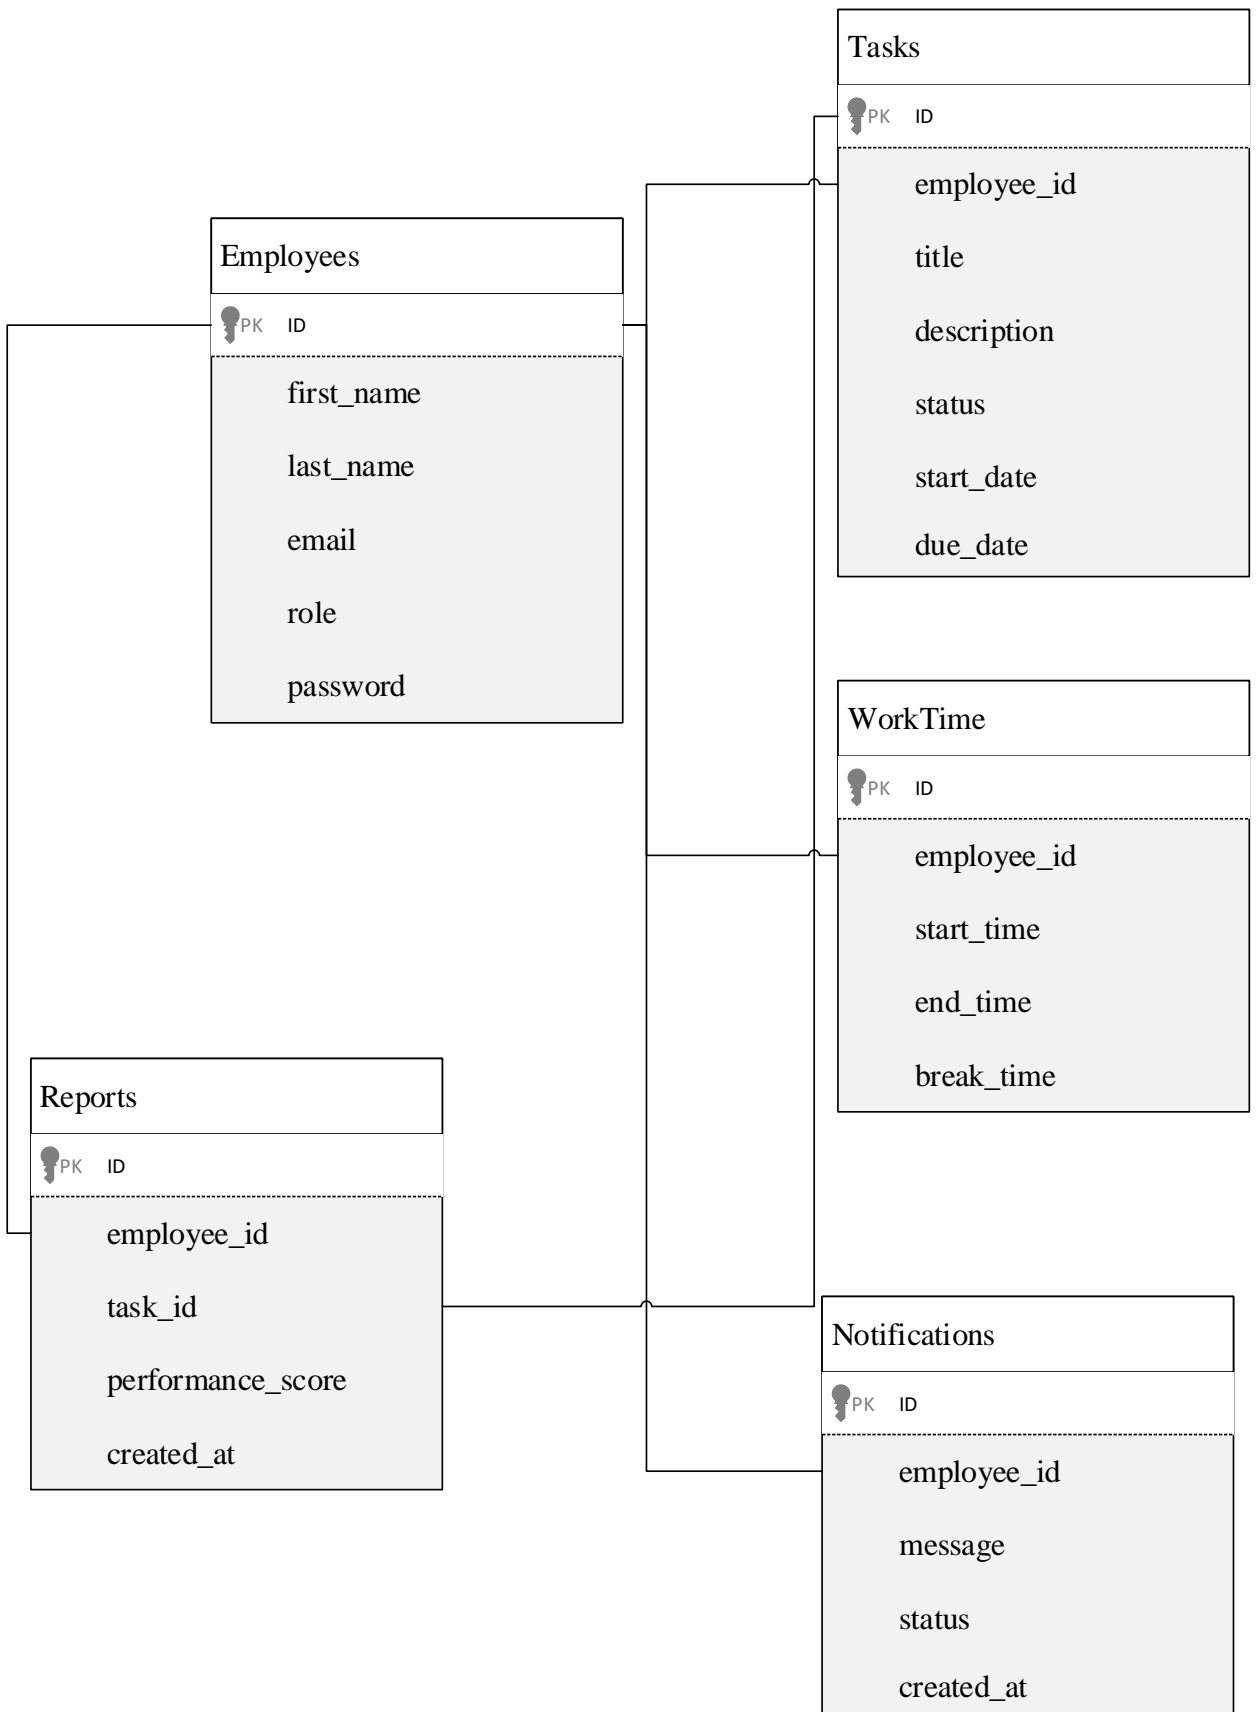 Tasks
PK ID
employee_id
title
description
status
start_date
due_date
Employees
PK ID
first_name
last_name
email
role
password
WorkTime
PK ID
employee_id
start_time
end_time
break_time
Reports
PK ID
employee_id
task_id
performance_score
created_at
Notifications
PK ID
employee_id
message
status
created_at